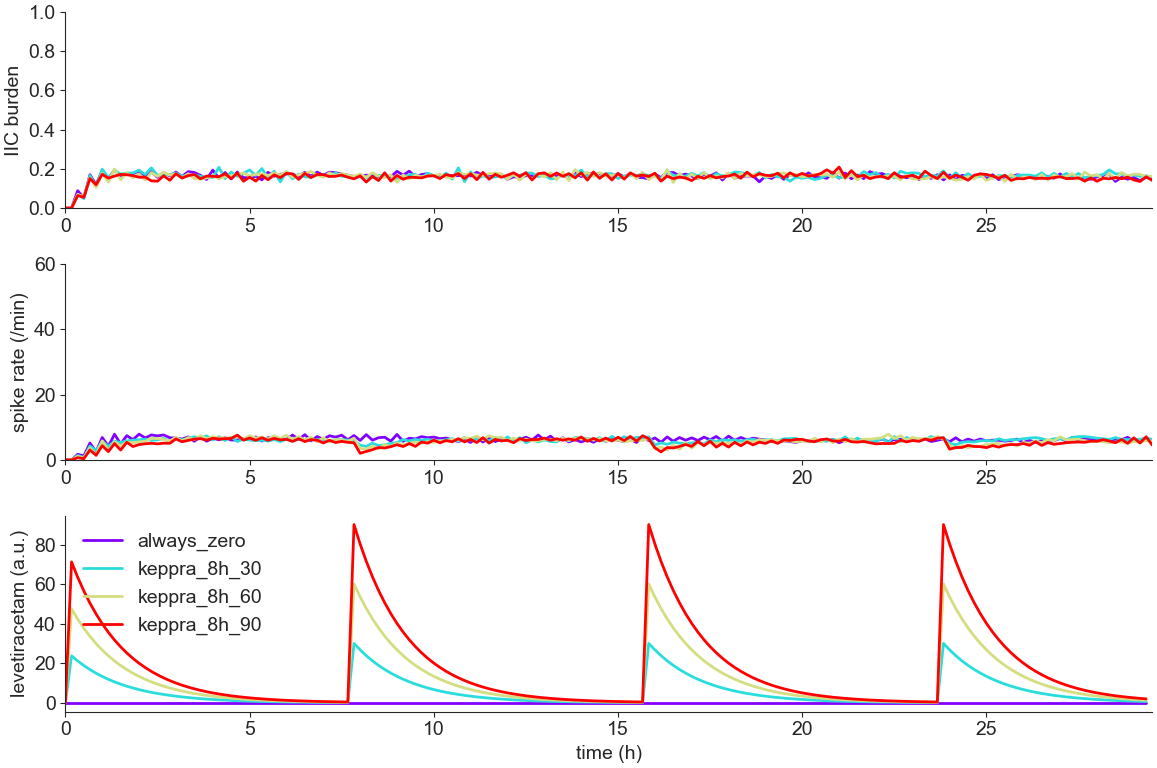 IIC burden
1.0
0.8
0.6
0.4
0.2
0.0
0 5 10 15 20 25
spike rate (/min)
60
40
20
0
0 5 10 15 20 25
levetiracetam (a.u.)
80
60
40
20
0
always_zero
keppra_8h_30
keppra_8h_60
keppra_8h_90
0 5 10 15 20 25
time (h)